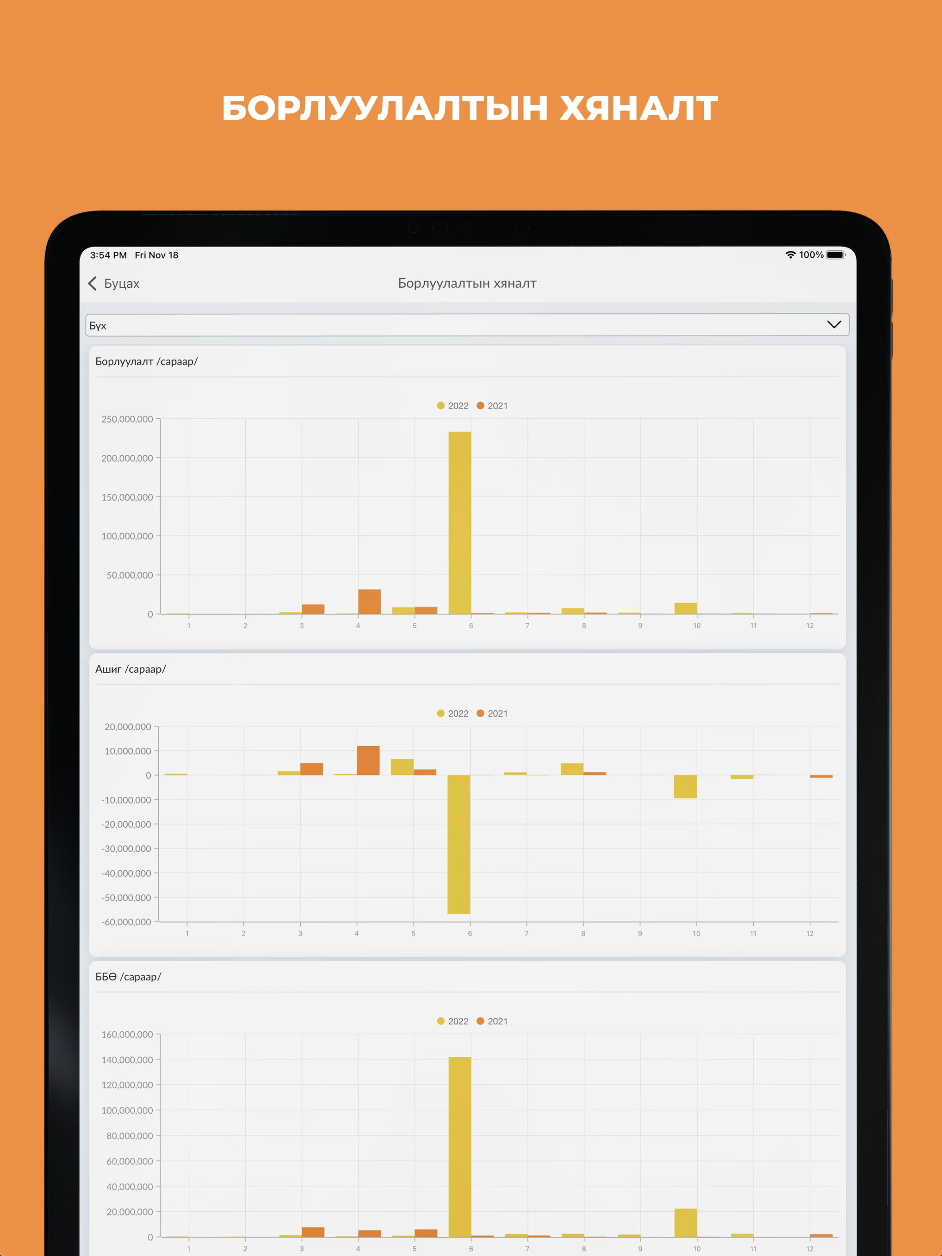 БОРЛУУЛАЛТЫН ХЯНАЛТ
3:54 PM Fri Nov 18 100%
Буцах Борлуулалтын хяналт
Бүх
Борлуулалт /сараар/
2022 2021
250,000,000
200,000,000
150,000,000
100,000,000
50,000,000
0
1 2 3 4 5 6 7 8 9 10 11 12
Ашиг /сараар/
2022 2021
20,000,000
10,000,000
0
-10,000,000
-20,000,000
-30,000,000
-40,000,000
-50,000,000
-60,000,000
1 2 3 4 5 6 7 8 9 10 11 12
ББӨ /сараар/
2022 2021
160,000,000
140,000,000
120,000,000
100,000,000
80,000,000
60,000,000
40,000,000
20,000,000
0
1 2 3 4 5 6 7 8 9 10 11 12